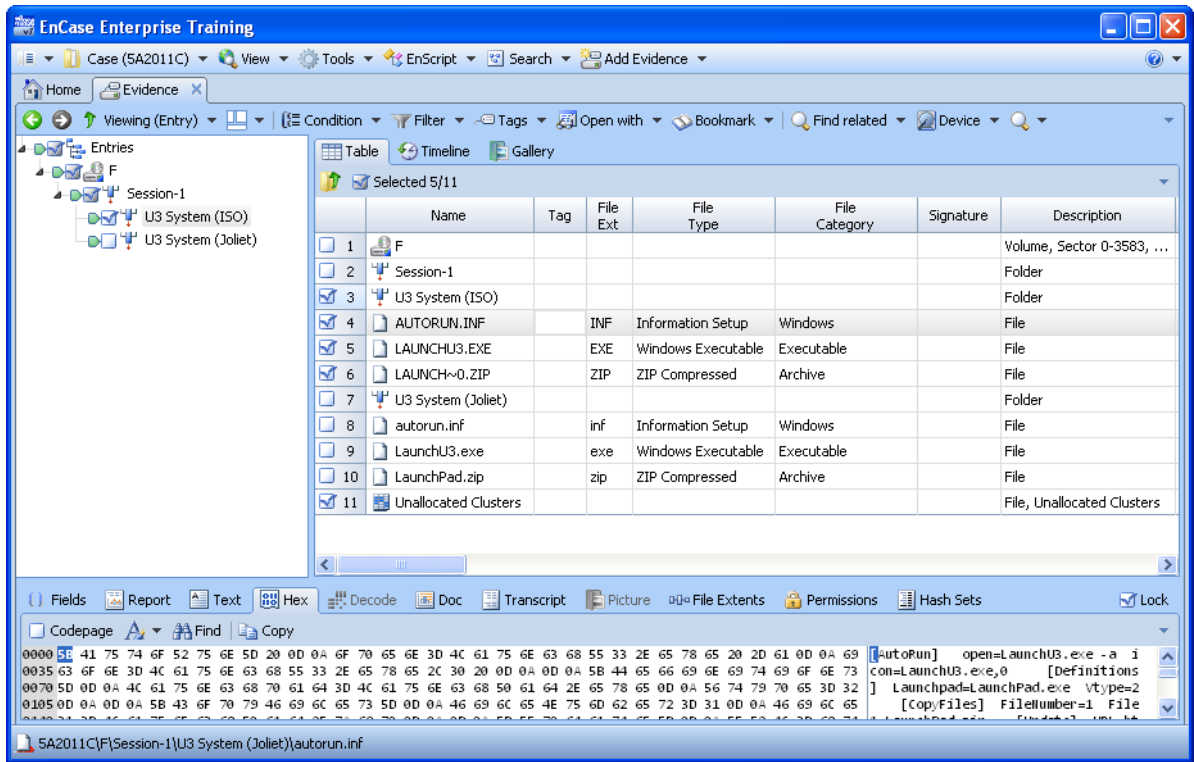 EnCase Enterprise Training
Case (5A2011C) View Tools EnScript Search Add Evidence
Home Evidence
Viewing (Entry) Condition Filter Tags Open with Bookmark Find related Device
Entries
F
Session-1
U3 System (ISO)
U3 System (Joliet)
Table Timeline Gallery
Selected 5/11
Name Tag File Ext File Type File Category Signature Description
1 F Volume, Sector 0-3583, ...
2 Session-1 Folder
3 U3 System (ISO) Folder
4 AUTORUN.INF INF Information Setup Windows File
5 LAUNCHU3.EXE EXE Windows Executable Executable File
6 LAUNCH~0.ZIP ZIP ZIP Compressed Archive File
7 U3 System (Joliet) Folder
8 autorun.inf inf Information Setup Windows File
9 LaunchU3.exe exe Windows Executable Executable File
10 LaunchPad.zip zip ZIP Compressed Archive File
11 Unallocated Clusters File, Unallocated Clusters
Fields Report Text Hex Decode Doc Transcript Picture File Extents Permissions Hash Sets Lock
Codepage Find Copy
0000 5B 41 75 74 6F 52 75 6E 5D 20 0D 0A 6F 70 65 6E 3D 4C 61 75 6E 63 68 55 33 2E 65 78 65 20 2D 61 0D 0A 69 [AutoRun] open=LaunchU3.exe -a i
0035 63 6F 6E 3D 4C 61 75 6E 63 68 55 33 2E 65 78 65 2C 30 20 0D 0A 0D 0A 5B 44 65 66 69 6E 69 74 69 6F 6E 73 con=LaunchU3.exe,0 [Definitions
0070 5D 0D 0A 4C 61 75 6E 63 68 70 61 64 3D 4C 61 75 6E 63 68 50 61 64 2E 65 78 65 0D 0A 56 74 79 70 65 3D 32 ] Launchpad=LaunchPad.exe Vtype=2
0105 0D 0A 0D 0A 5B 43 6F 70 79 46 69 6C 65 73 5D 0D 0A 46 69 6C 65 4E 75 6D 62 65 72 3D 31 0D 0A 46 69 6C 65 [CopyFiles] FileNumber=1 File
5A2011C\F\Session-1\U3 System (Joliet)\autorun.inf